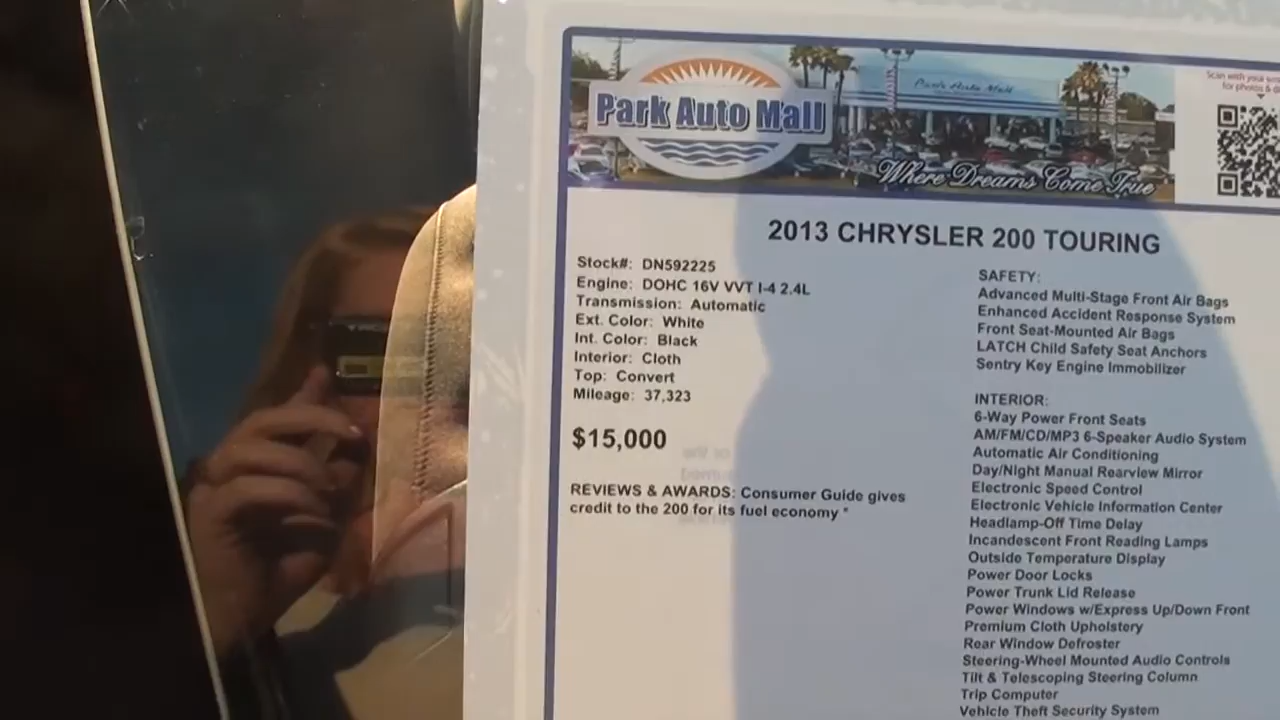 Park Auto Mall
Where Dreams Come True
Scan with your
for photos &
2013 CHRYSLER 200 TOURING
Stock#: DN592225
Engine: DOHC 16V VVT I-4 2.4L
Transmission: Automatic
Ext. Color: White
Int. Color: Black
Interior: Cloth
Top: Convert
Mileage: 37,323
$15,000
REVIEWS & AWARDS: Consumer Guide gives
credit to the 200 for its fuel economy *
SAFETY:
Advanced Multi-Stage Front Air Bags
Enhanced Accident Response System
Front Seat-Mounted Air Bags
LATCH Child Safety Seat Anchors
Sentry Key Engine Immobilizer
INTERIOR:
6-Way Power Front Seats
AM/FM/CD/MP3 6-Speaker Audio System
Automatic Air Conditioning
Day/Night Manual Rearview Mirror
Electronic Speed Control
Electronic Vehicle Information Center
Headlamp-Off Time Delay
Incandescent Front Reading Lamps
Outside Temperature Display
Power Door Locks
Power Trunk Lid Release
Power Windows w/Express Up/Down Front
Premium Cloth Upholstery
Rear Window Defroster
Steering-Wheel Mounted Audio Controls
Tilt & Telescoping Steering Column
Trip Computer
Vehicle Theft Security System